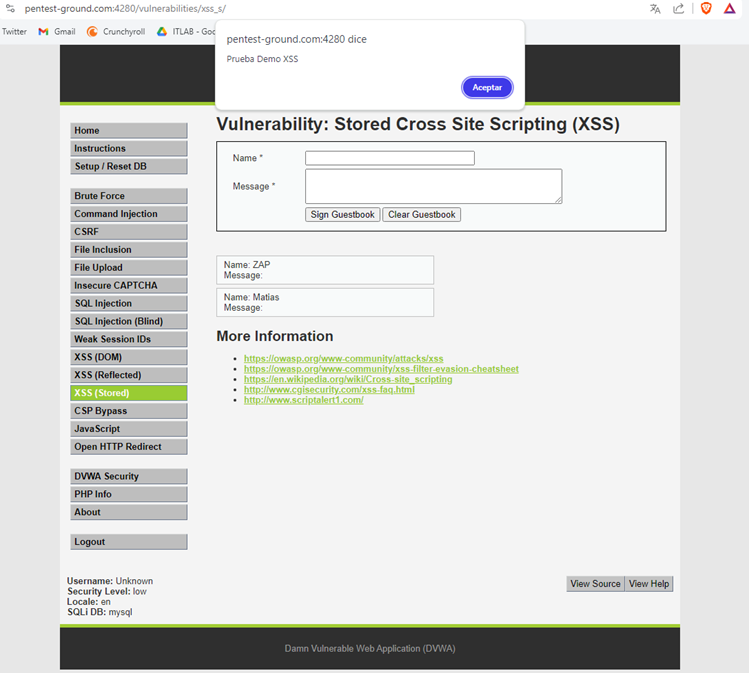 pentest-ground.com:4280/vulnerabilities/xss_s/
Twitter
Gmail
Crunchyroll
ITLAB - Goo
pentest-ground.com:4280 dice
Prueba Demo XSS
Aceptar
Home
Instructions
Setup / Reset DB
Brute Force
Command Injection
CSRF
File Inclusion
File Upload
Insecure CAPTCHA
SQL Injection
SQL Injection (Blind)
Weak Session IDs
XSS (DOM)
XSS (Reflected)
XSS (Stored)
CSP Bypass
JavaScript
Open HTTP Redirect
DVWA Security
PHP Info
About
Logout
Vulnerability: Stored Cross Site Scripting (XSS)
Name *
Message *
Sign Guestbook Clear Guestbook
Name: ZAP
Message:
Name: Matias
Message:
More Information
https://owasp.org/www-community/attacks/xss
https://owasp.org/www-community/xss-filter-evasion-cheatsheet
https://en.wikipedia.org/wiki/Cross-site_scripting
http://www.cgisecurity.com/xss-faq.html
http://www.scriptalert1.com/
Username: Unknown
Security Level: low
Locale: en
SQLi DB: mysql
View Source View Help
Damn Vulnerable Web Application (DVWA)